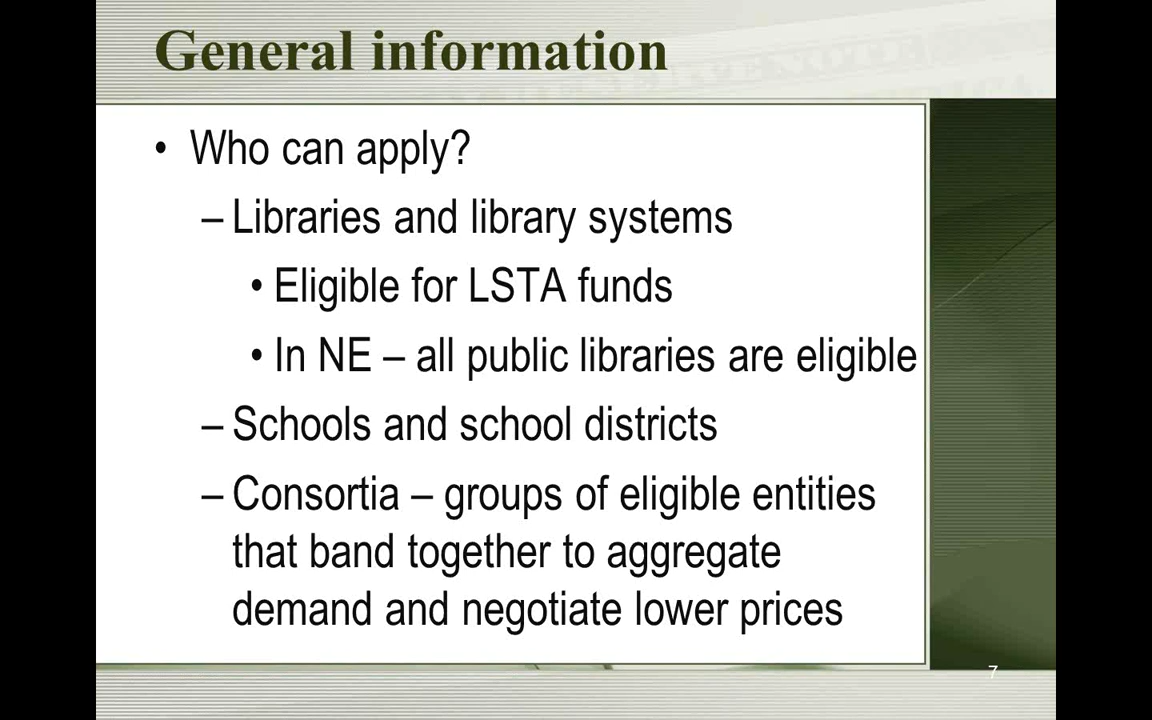 General information
• Who can apply?
– Libraries and library systems
• Eligible for LSTA funds
• In NE – all public libraries are eligible
– Schools and school districts
– Consortia – groups of eligible entities
that band together to aggregate
demand and negotiate lower prices
7